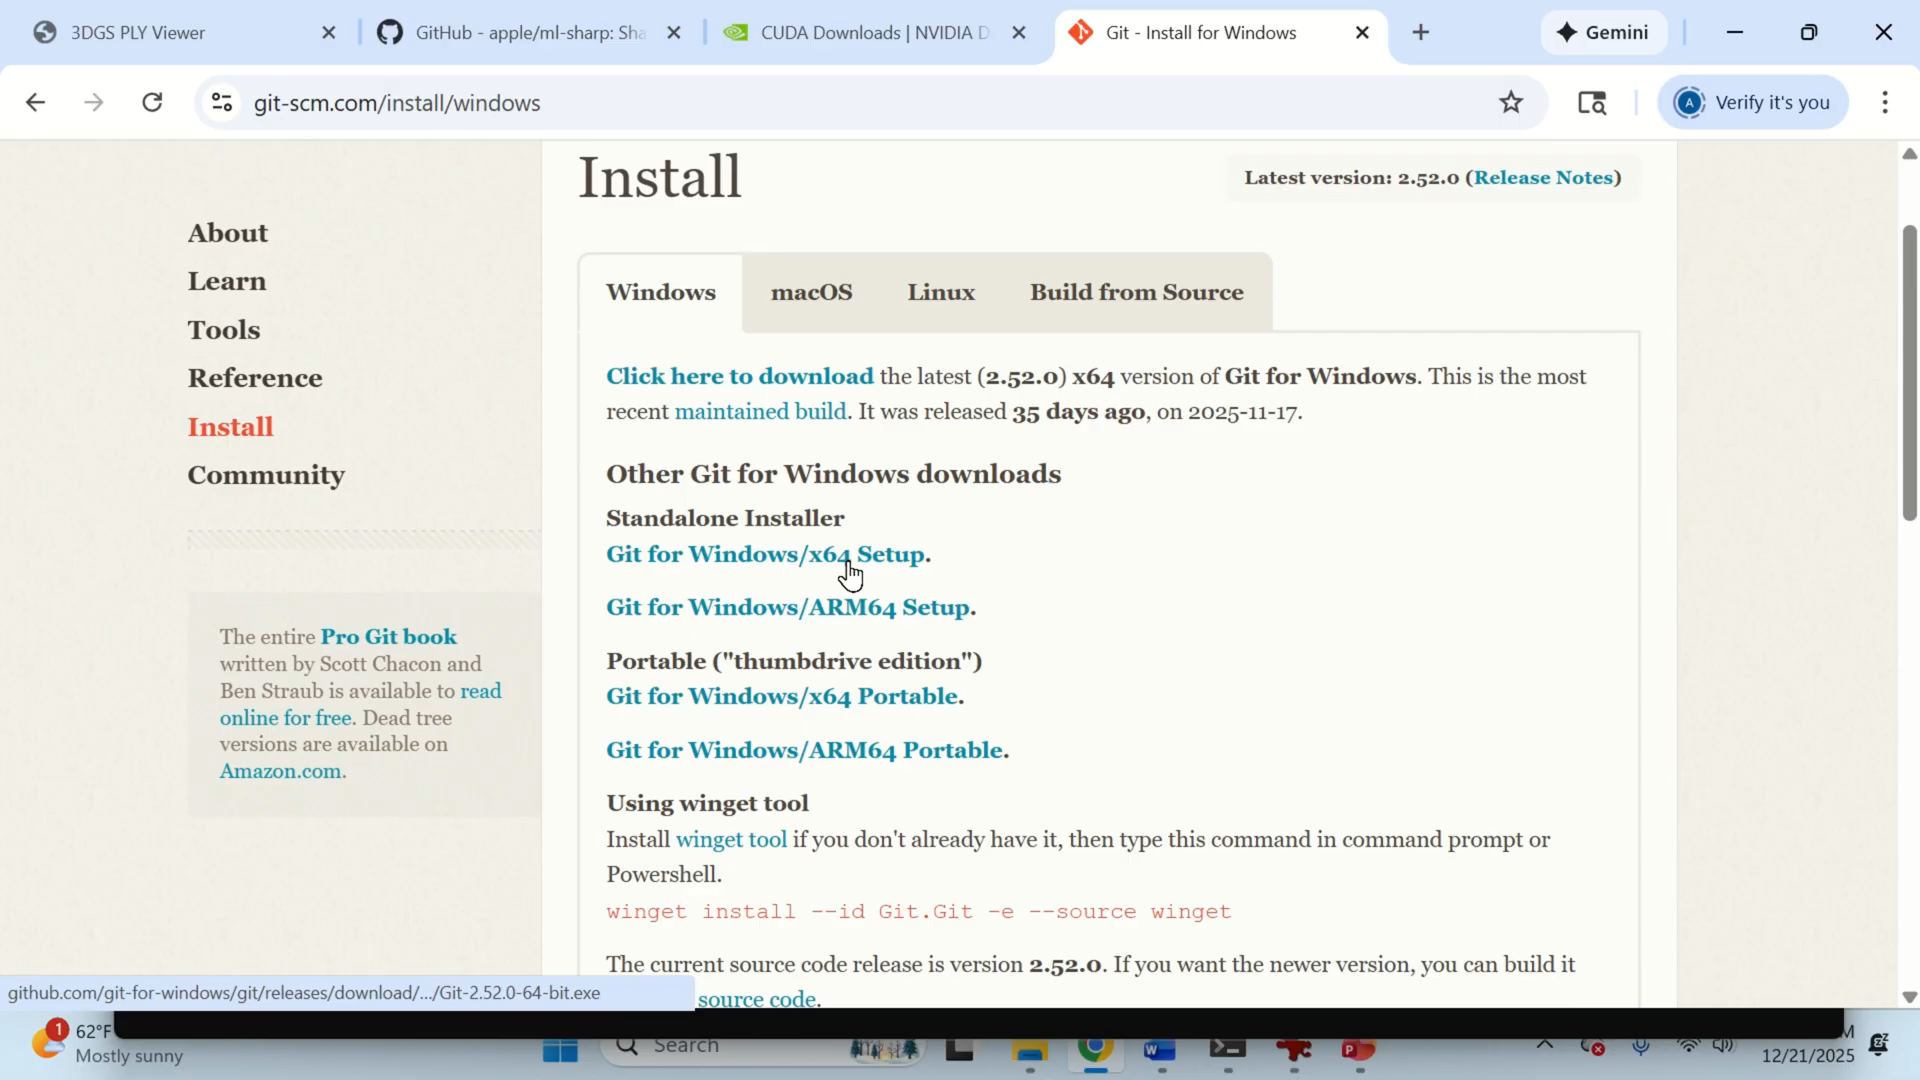 3DGS PLY Viewer
GitHub - apple/ml-sharp: Sha
CUDA Downloads | NVIDIA D
Git - Install for Windows
Gemini
git-scm.com/install/windows
A
Verify it's you
Install
Latest version: 2.52.0 (Release Notes)
About
Learn
Tools
Reference
Install
Community
The entire Pro Git book
written by Scott Chacon and
Ben Straub is available to read
online for free. Dead tree
versions are available on
Amazon.com.
Windows
macOS
Linux
Build from Source
Click here to download the latest (2.52.0) x64 version of Git for Windows. This is the most
recent maintained build. It was released 35 days ago, on 2025-11-17.
Other Git for Windows downloads
Standalone Installer
Git for Windows/x64 Setup.
Git for Windows/ARM64 Setup.
Portable ("thumbdrive edition")
Git for Windows/x64 Portable.
Git for Windows/ARM64 Portable.
Using winget tool
Install winget tool if you don't already have it, then type this command in command prompt or
Powershell.
winget install --id Git.Git -e --source winget
The current source code release is version 2.52.0. If you want the newer version, you can build it
source code.
github.com/git-for-windows/git/releases/download/.../Git-2.52.0-64-bit.exe
1
62°F
Mostly sunny
Search
M
12/21/2025